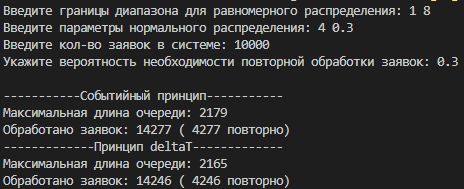 Введите границы диапазона для равномерного распределения: 1 8
Введите параметры нормального распределения: 4 0.3
Введите кол-во заявок в системе: 10000
Укажите вероятность необходимости повторной обработки заявок: 0.3
-----------Событийный принцип-----------
Максимальная длина очереди: 2179
Обработано заявок: 14277 ( 4277 повторно)
-------------Принцип deltaT-------------
Максимальная длина очереди: 2165
Обработано заявок: 14246 ( 4246 повторно)